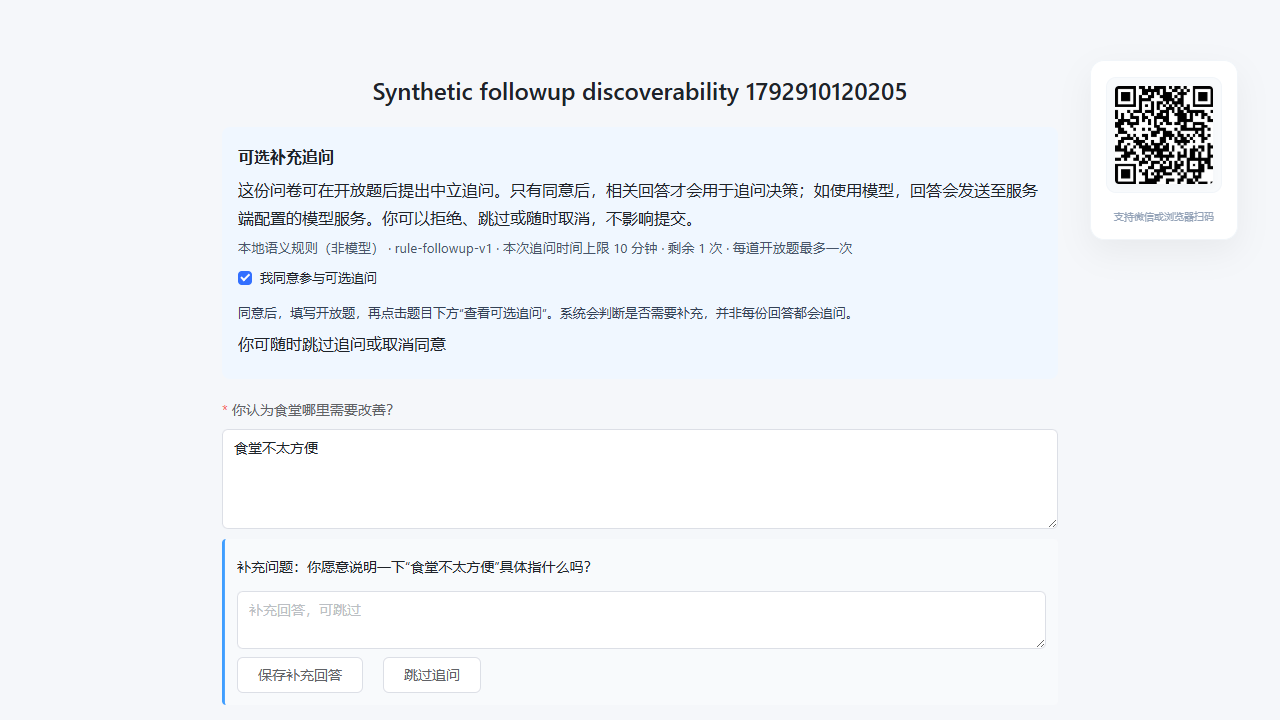 Synthetic followup discoverability 1792910120205
可选补充追问
这份问卷可在开放题后提出中立追问。只有同意后，相关回答才会用于追问决策；如使用模型，回答会发送至服务
端配置的模型服务。你可以拒绝、跳过或随时取消，不影响提交。
本地语义规则（非模型） · rule-followup-v1 · 本次追问时间上限 10 分钟 · 剩余 1 次 · 每道开放题最多一次
我同意参与可选追问
同意后，填写开放题，再点击题目下方“查看可选追问”。系统会判断是否需要补充，并非每份回答都会追问。
你可随时跳过追问或取消同意
* 你认为食堂哪里需要改善？
食堂不太方便
补充问题：你愿意说明一下“食堂不太方便”具体指什么吗？
补充回答，可跳过
保存补充回答
跳过追问
支持微信或浏览器扫码